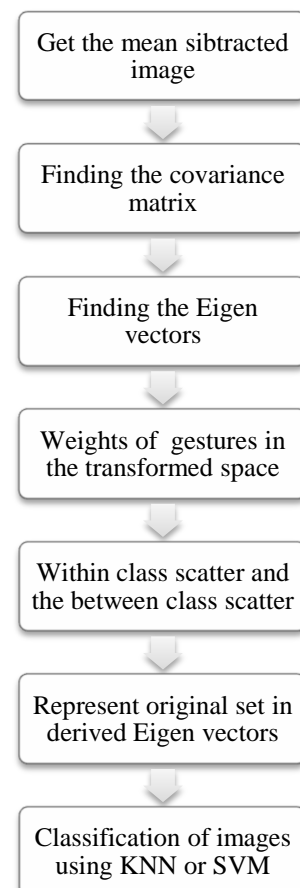 Get the mean sibtracted
image
Finding the covariance
matrix
Finding the Eigen
vectors
Weights of gestures in
the transformed space
Within class scatter and
the between class scatter
Represent original set in
derived Eigen vectors
Classification of images
using KNN or SVM